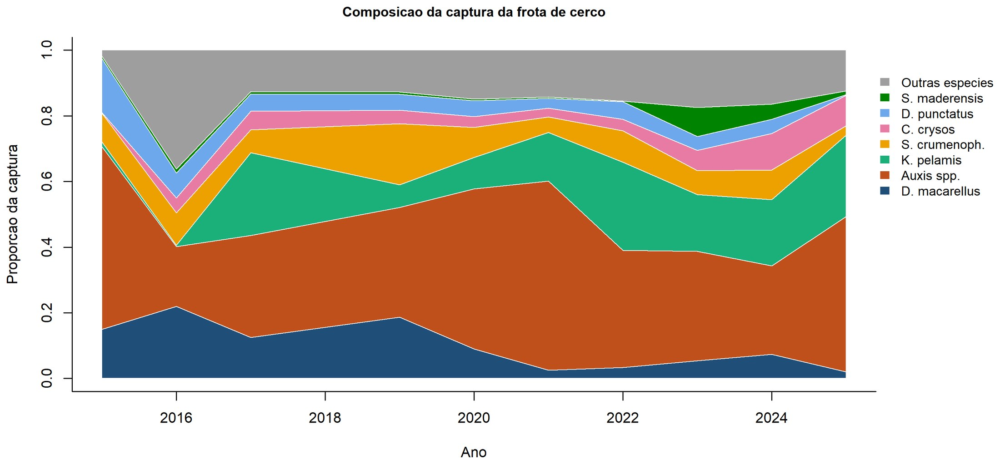 Composicao da captura da frota de cerco
Proporcao da captura
1.0
0.8
0.6
0.4
0.2
0.0
2016
2018
2020
2022
2024
Ano
Outras especies
S. maderensis
D. punctatus
C. crysos
S. crumenoph.
K. pelamis
Auxis spp.
D. macarellus